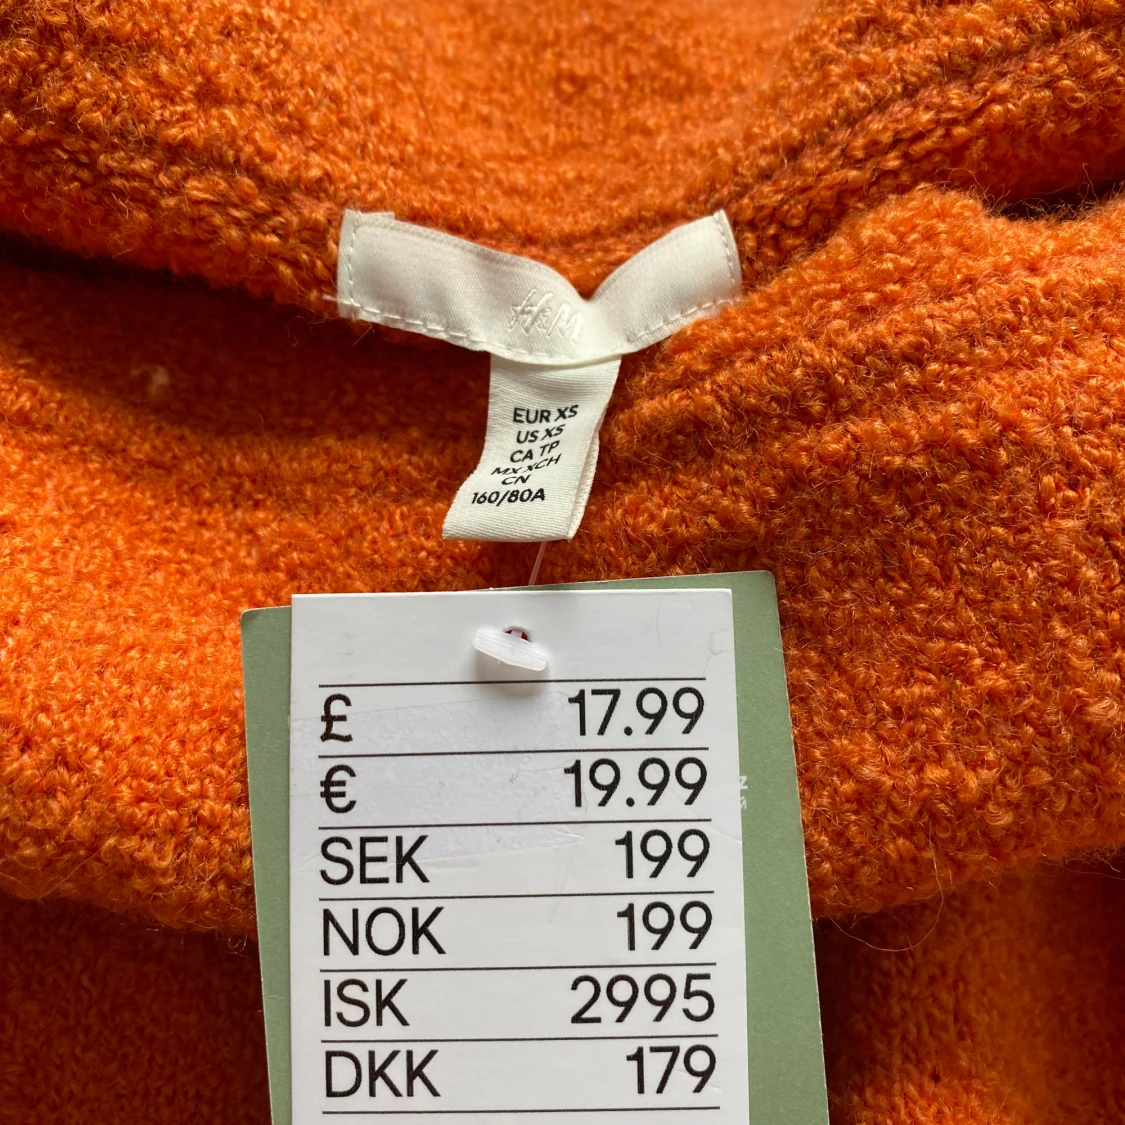 H&M
EUR XS
US XS
CA TP
MX XCH
CN
160/80A
£ 17.99
€ 19.99
SEK 199
NOK 199
ISK 2995
DKK 179